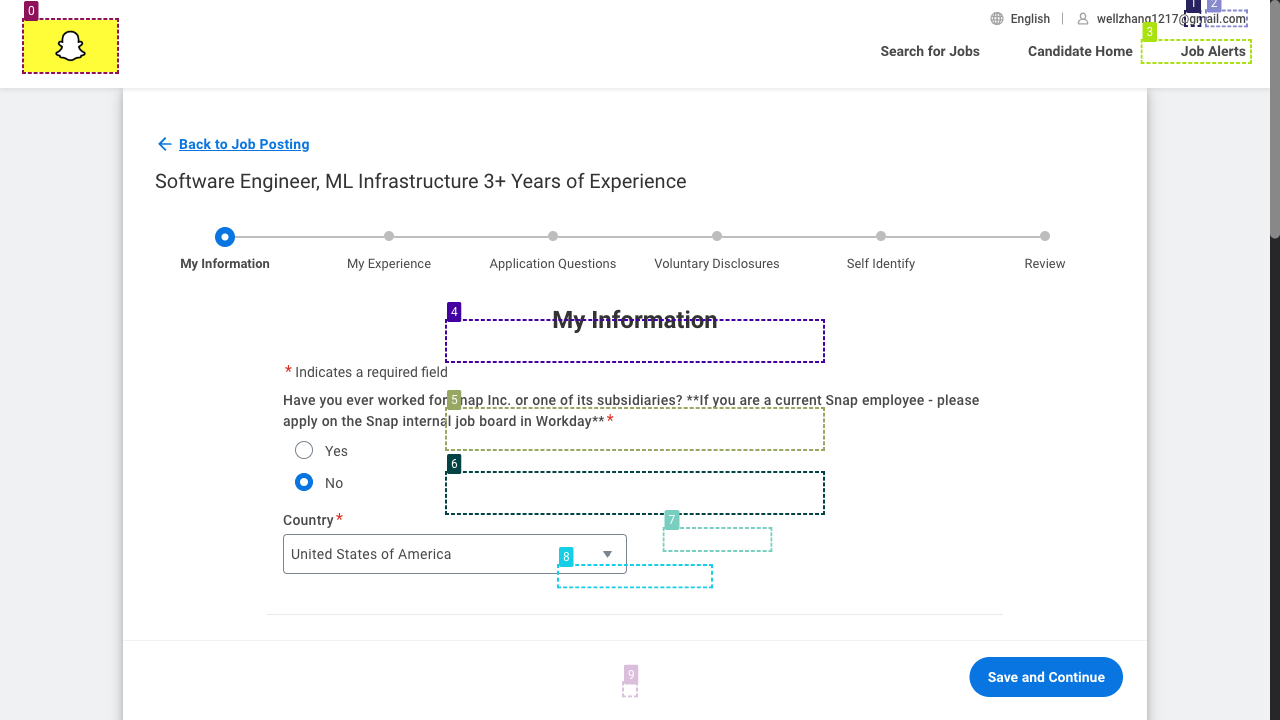 0
1
2
English
wellzhang1217@gmail.com
3
Search for Jobs
Candidate Home
Job Alerts
Back to Job Posting
Software Engineer, ML Infrastructure 3+ Years of Experience
My Information
My Experience
Application Questions
Voluntary Disclosures
Self Identify
Review
4
My Information
* Indicates a required field
5
Have you ever worked for Snap Inc. or one of its subsidiaries? **If you are a current Snap employee - please
apply on the Snap internal job board in Workday** *
Yes
6
No
7
Country *
8
United States of America
9
Save and Continue